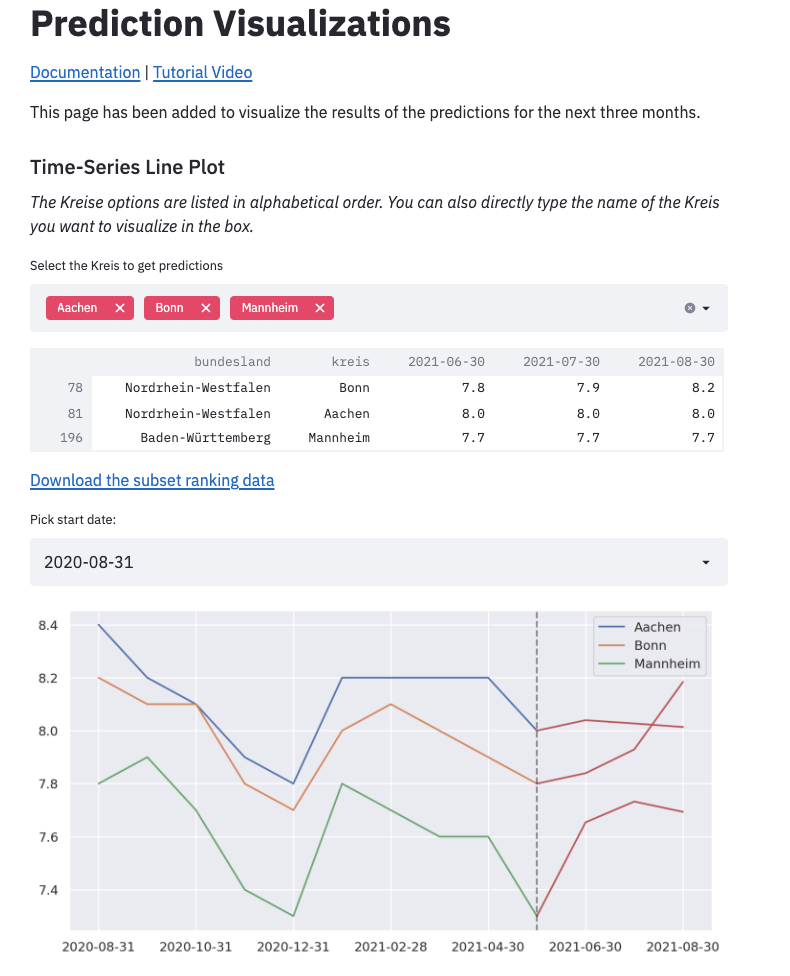 Prediction Visualizations
Documentation | Tutorial Video
This page has been added to visualize the results of the predictions for the next three months.
Time-Series Line Plot
The Kreise options are listed in alphabetical order. You can also directly type the name of the Kreis
you want to visualize in the box.
Select the Kreis to get predictions
Aachen × Bonn × Mannheim ×
bundesland kreis 2021-06-30 2021-07-30 2021-08-30
78 Nordrhein-Westfalen Bonn 7.8 7.9 8.2
81 Nordrhein-Westfalen Aachen 8.0 8.0 8.0
196 Baden-Württemberg Mannheim 7.7 7.7 7.7
Download the subset ranking data
Pick start date:
2020-08-31
Aachen
Bonn
Mannheim
8.4
8.2
8.0
7.8
7.6
7.4
2020-08-31 2020-10-31 2020-12-31 2021-02-28 2021-04-30 2021-06-30 2021-08-30